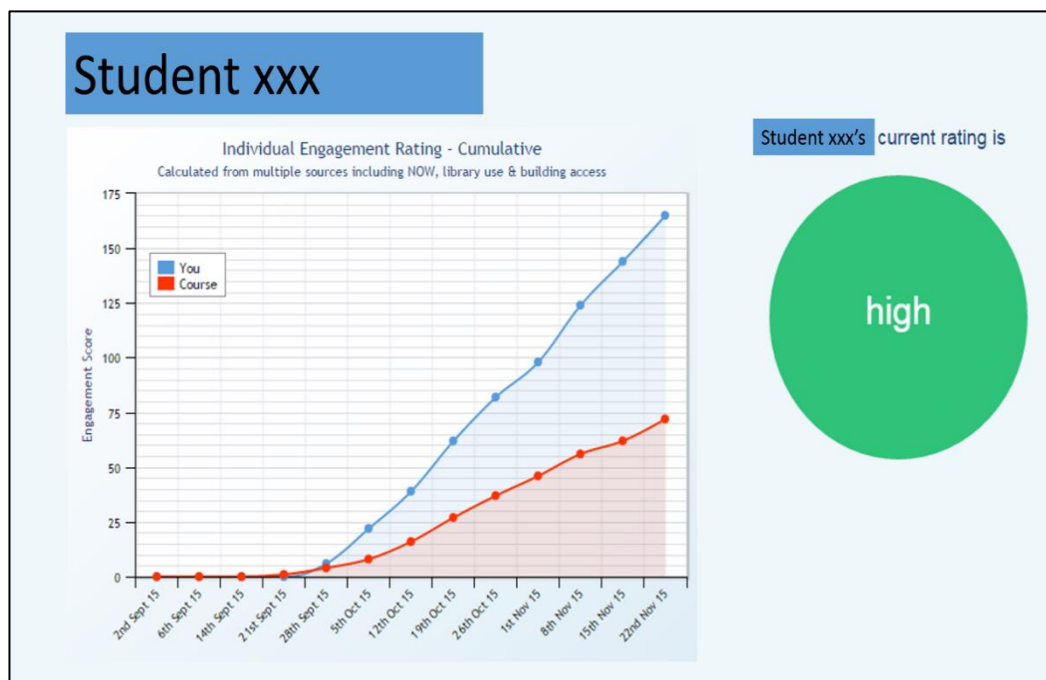 Student xxx
Individual Engagement Rating - Cumulative
Calculated from multiple sources including NOW, library use & building access
175
150
125
100
75
50
25
0
Engagement Score
You
Course
2nd Sept 15
6th Sept 15
14th Sept 15
21st Sept 15
28th Sept 15
5th Oct 15
12th Oct 15
19th Oct 15
26th Oct 15
1st Nov 15
8th Nov 15
15th Nov 15
22nd Nov 15
Student xxx's current rating is
high